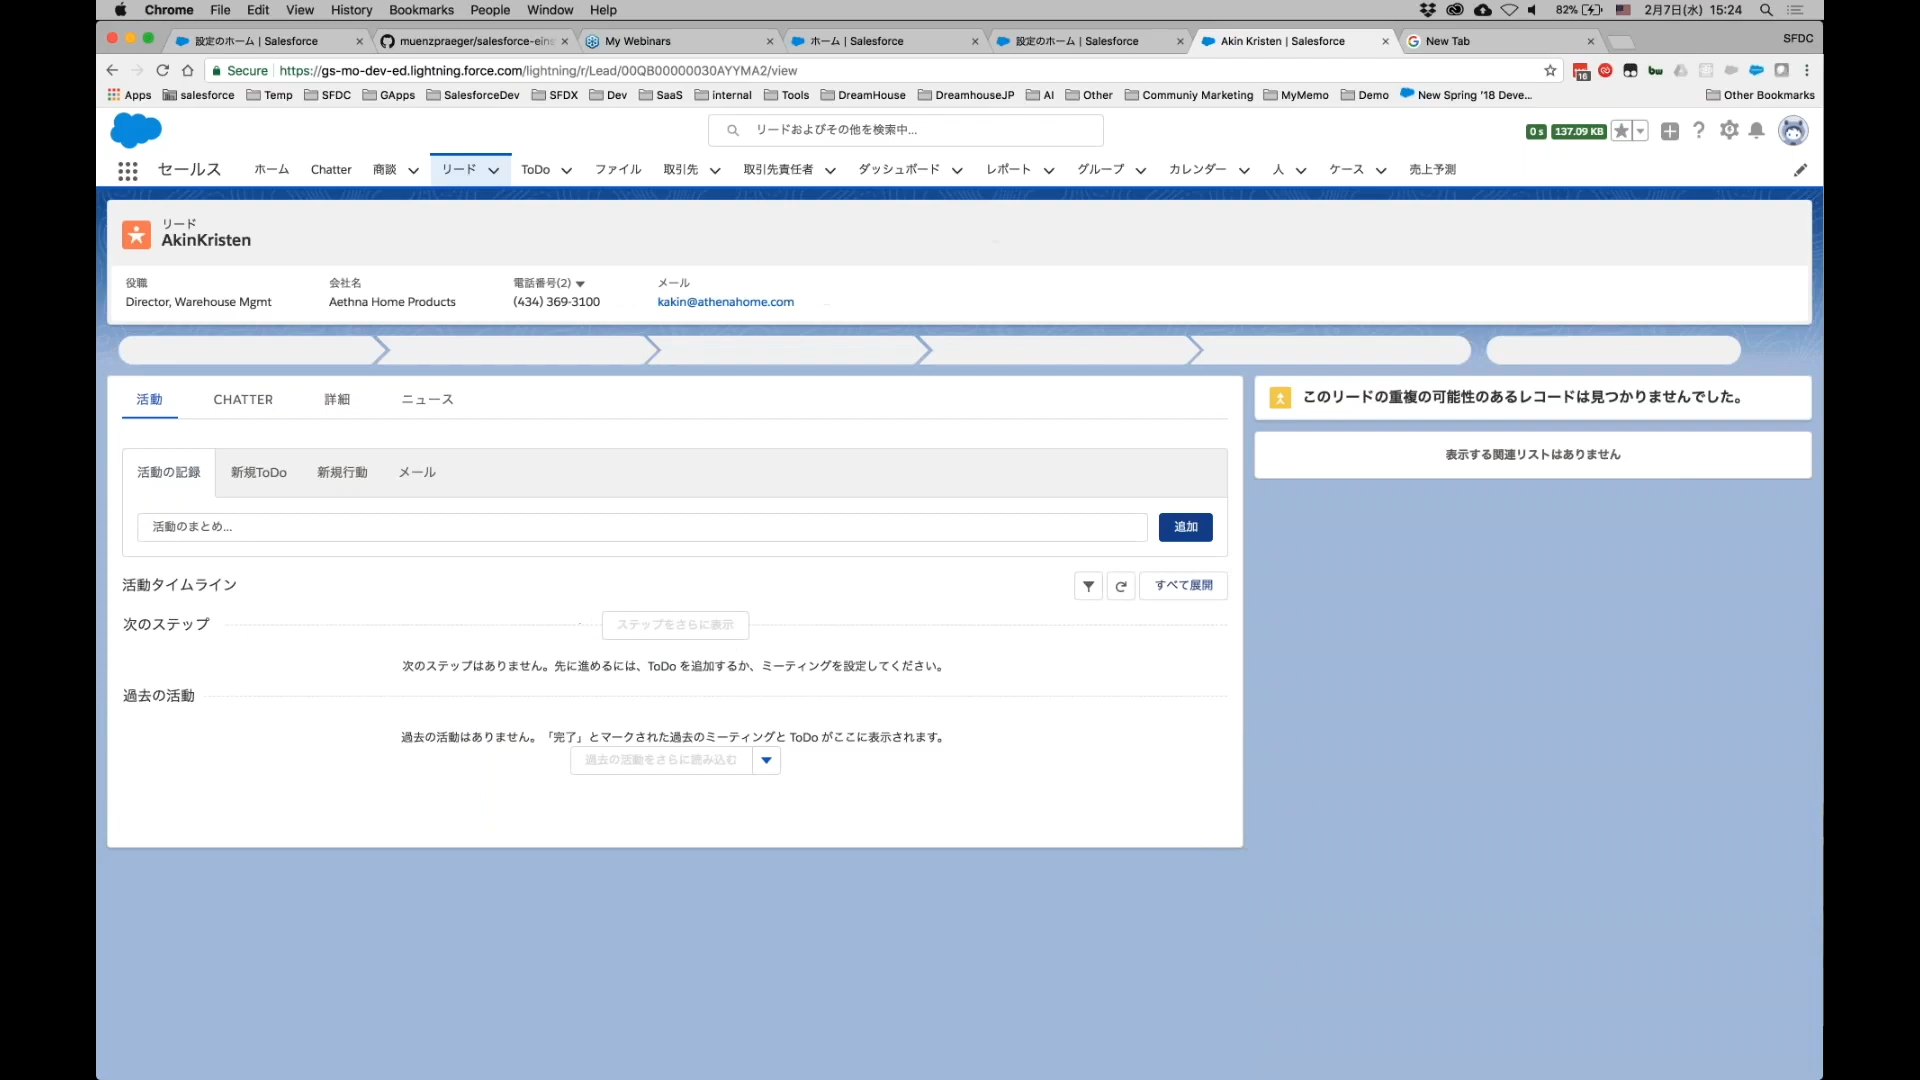 Chrome File Edit View History Bookmarks People Window Help 82% 2月7日(水) 15:24
設定のホーム | Salesforce muenzpraeger/salesforce-eins My Webinars ホーム | Salesforce 設定のホーム | Salesforce Akin Kristen | Salesforce New Tab SFDC
Secure https://gs-mo-dev-ed.lightning.force.com/lightning/r/Lead/00QB00000030AYYMA2/view 16 bw
Apps salesforce Temp SFDC GApps SalesforceDev SFDX Dev SaaS internal Tools DreamHouse DreamhouseJP AI Other Communiy Marketing MyMemo Demo New Spring '18 Deve... Other Bookmarks
リードおよびその他を検索中... 0 s 137.09 KB
セールス ホーム Chatter 商談 リード ToDo ファイル 取引先 取引先責任者 ダッシュボード レポート グループ カレンダー 人 ケース 売上予測
リード
AkinKristen
役職 会社名 電話番号(2) メール
Director, Warehouse Mgmt Aethna Home Products (434) 369-3100 kakin@athenahome.com
活動 CHATTER 詳細 ニュース
このリードの重複の可能性のあるレコードは見つかりませんでした。
表示する関連リストはありません
活動の記録 新規ToDo 新規行動 メール
活動のまとめ... 追加
活動タイムライン すべて展開
次のステップ ステップをさらに表示
次のステップはありません。先に進めるには、ToDo を追加するか、ミーティングを設定してください。
過去の活動
過去の活動はありません。「完了」とマークされた過去のミーティングと ToDo がここに表示されます。
過去の活動をさらに読み込む